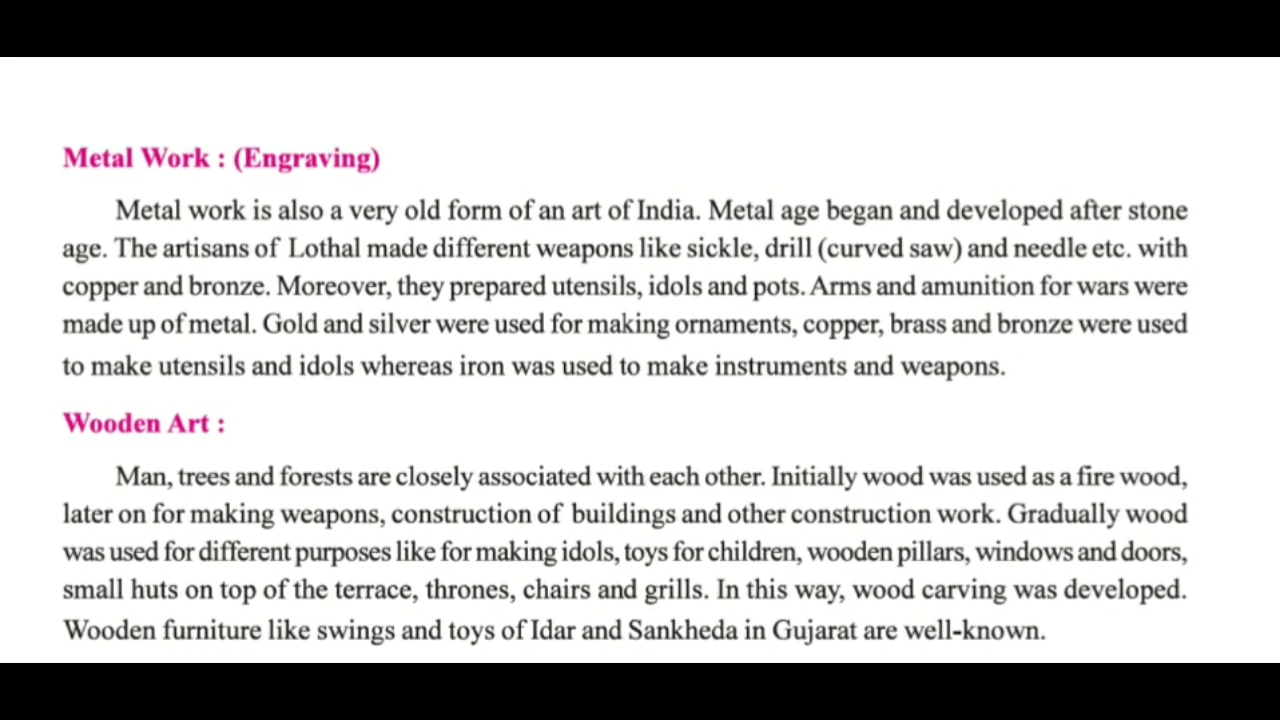 Metal Work : (Engraving)
Metal work is also a very old form of an art of India. Metal age began and developed after stone
age. The artisans of Lothal made different weapons like sickle, drill (curved saw) and needle etc. with
copper and bronze. Moreover, they prepared utensils, idols and pots. Arms and amunition for wars were
made up of metal. Gold and silver were used for making ornaments, copper, brass and bronze were used
to make utensils and idols whereas iron was used to make instruments and weapons.
Wooden Art :
Man, trees and forests are closely associated with each other. Initially wood was used as a fire wood,
later on for making weapons, construction of buildings and other construction work. Gradually wood
was used for different purposes like for making idols, toys for children, wooden pillars, windows and doors,
small huts on top of the terrace, thrones, chairs and grills. In this way, wood carving was developed.
Wooden furniture like swings and toys of Idar and Sankheda in Gujarat are well-known.